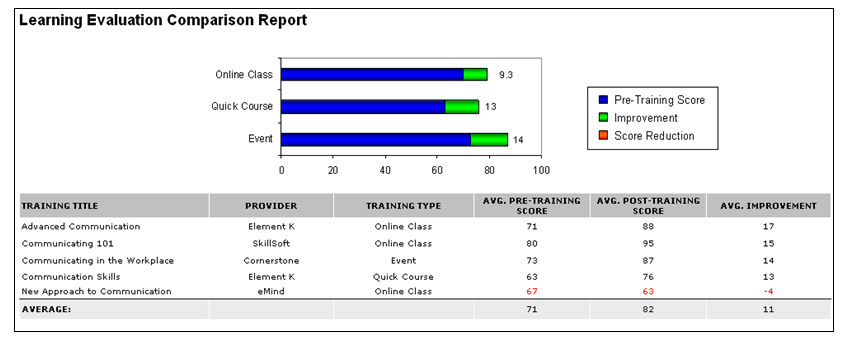 Learning Evaluation Comparison Report
Online Class 9.3
Quick Course 13
Event 14
0 20 40 60 80 100
Pre-Training Score
Improvement
Score Reduction
TRAINING TITLE PROVIDER TRAINING TYPE AVG. PRE-TRAINING SCORE AVG. POST-TRAINING SCORE AVG. IMPROVEMENT
Advanced Communication Element K Online Class 71 88 17
Communicating 101 SkillSoft Online Class 80 95 15
Communicating in the Workplace Cornerstone Event 73 87 14
Communication Skills Element K Quick Course 63 76 13
New Approach to Communication eMind Online Class 67 63 -4
AVERAGE: 71 82 11